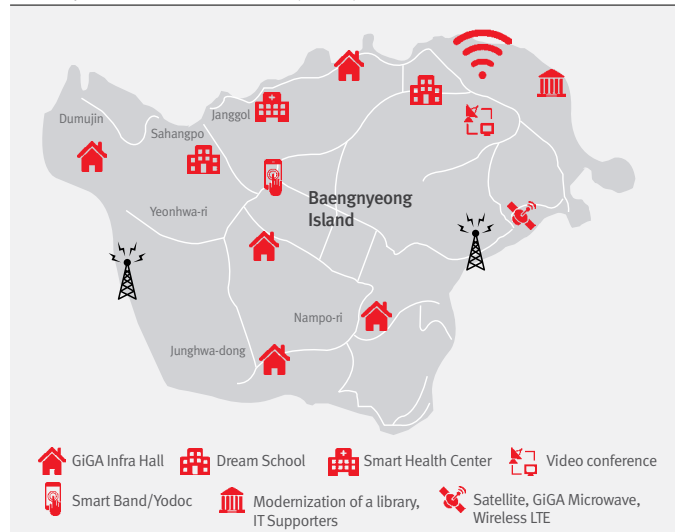 Dumujin
Janggol
Sahangpo
Baengnyeong
Island
Yeonhwa-ri
Nampo-ri
Junghwa-dong
GiGA Infra Hall
Dream School
Smart Health Center
Video conference
Smart Band/Yodoc
Modernization of a library,
IT Supporters
Satellite, GiGA Microwave,
Wireless LTE